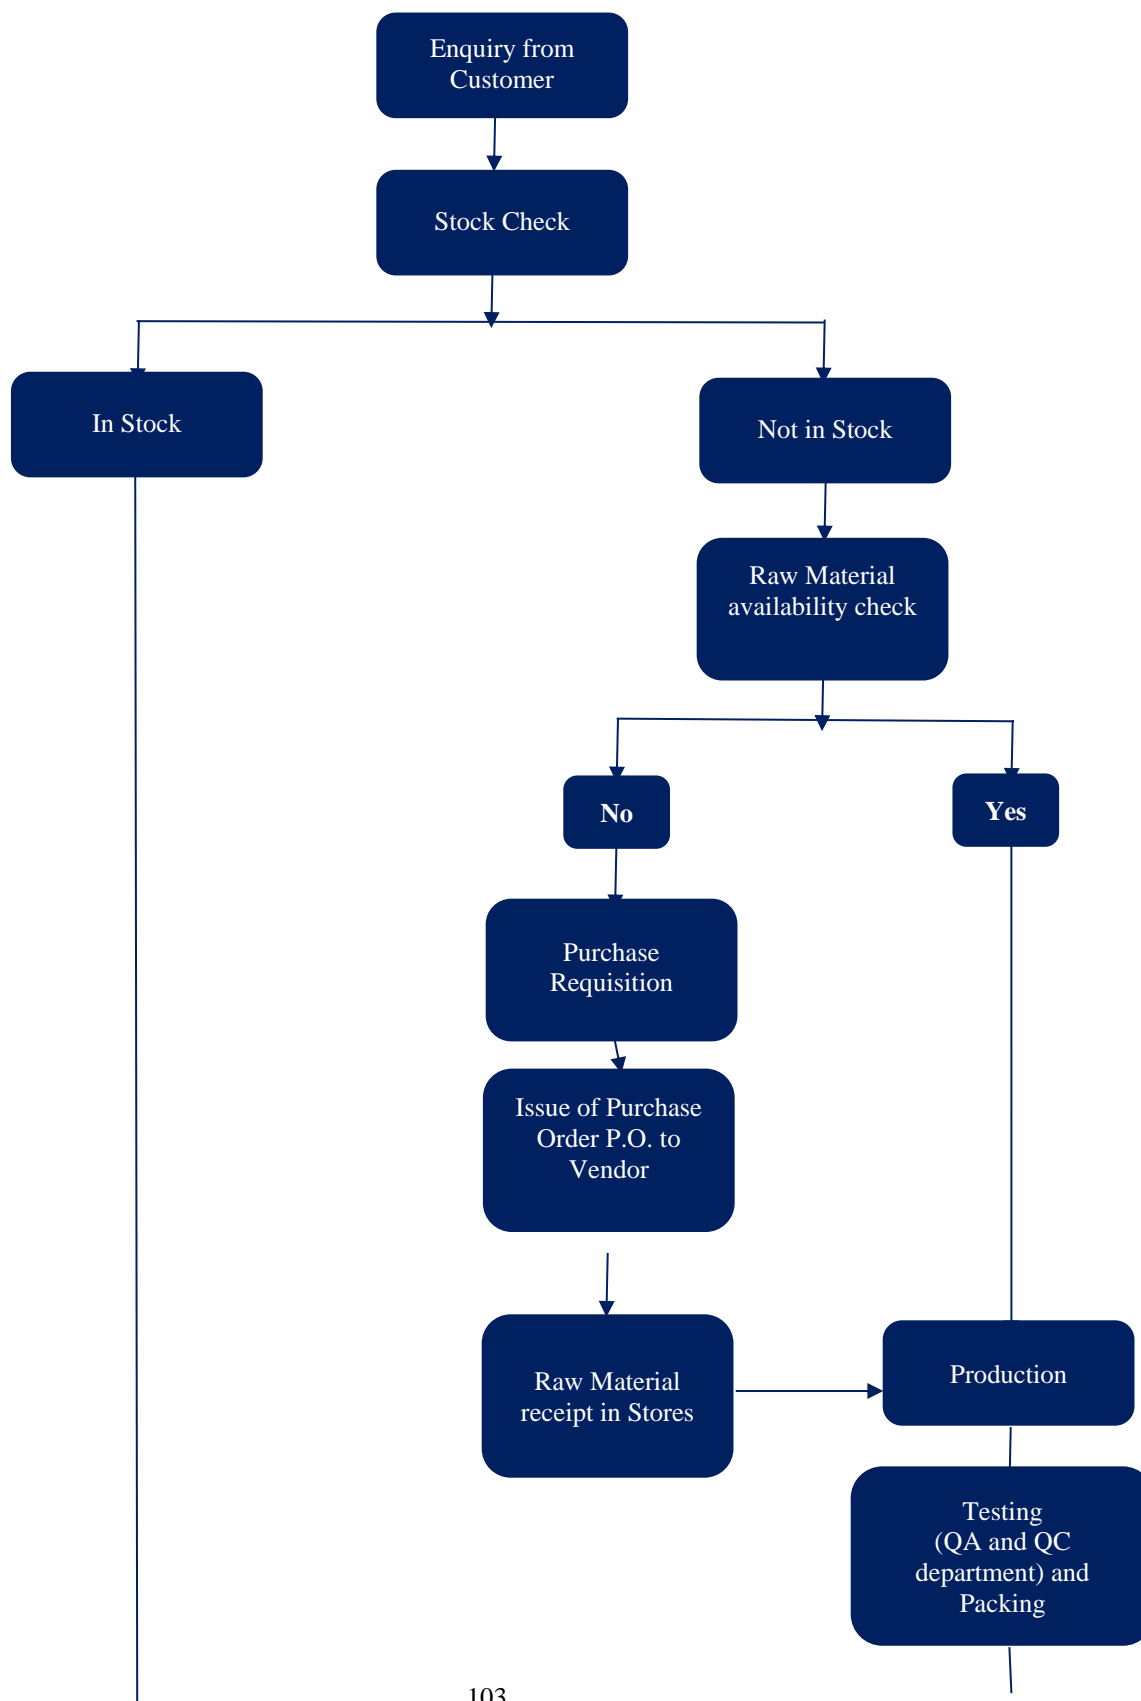 Enquiry from
Customer
Stock Check
In Stock
Not in Stock
Raw Material
availability check
No
Yes
Purchase
Requisition
Issue of Purchase
Order P.O. to
Vendor
Raw Material
receipt in Stores
Production
Testing
(QA and QC
department) and
Packing
103